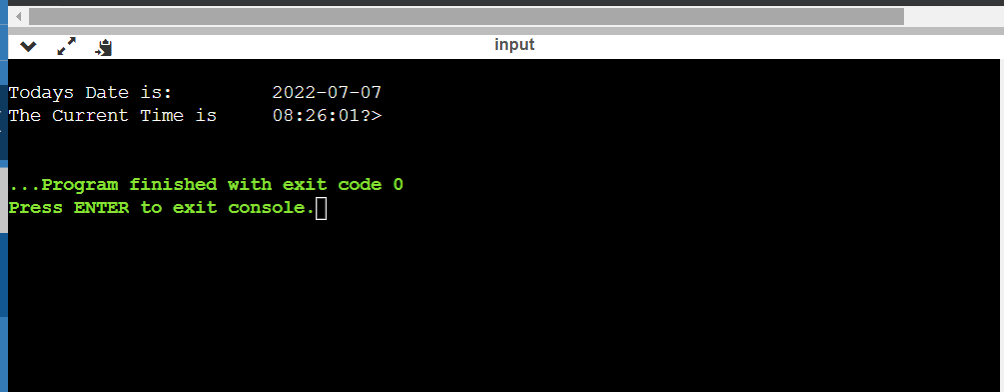 input
Todays Date is: 2022-07-07
The Current Time is 08:26:01?>
...Program finished with exit code 0
Press ENTER to exit console.